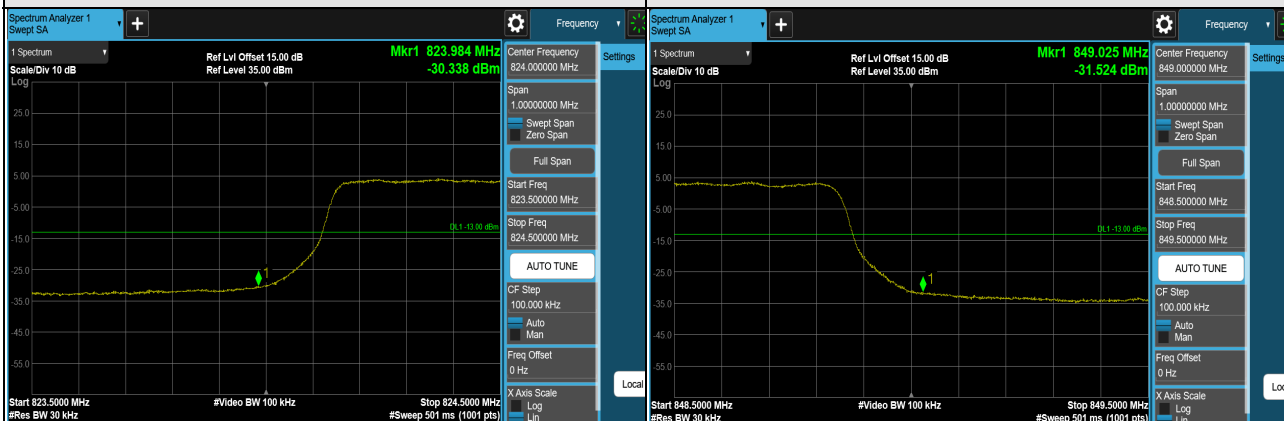 Spectrum Analyzer 1
Swept SA
+
Frequency
1 Spectrum
Scale/Div 10 dB
Log
Ref Lvl Offset 15.00 dB
Ref Level 35.00 dBm
Mkr1 823.984 MHz
-30.338 dBm
25.0
15.0
5.00
-5.00
-15.0
-25.0
-35.0
-45.0
-55.0
DL1 -13.00 dBm
1
Start 823.5000 MHz
#Res BW 30 kHz
#Video BW 100 kHz
Stop 824.5000 MHz
#Sweep 501 ms (1001 pts)
Center Frequency
824.000000 MHz
Span
1.00000000 MHz
Swept Span
Zero Span
Full Span
Start Freq
823.500000 MHz
Stop Freq
824.500000 MHz
AUTO TUNE
CF Step
100.000 kHz
Auto
Man
Freq Offset
0 Hz
X Axis Scale
Log
Lin
Settings
Local
Spectrum Analyzer 1
Swept SA
+
Frequency
1 Spectrum
Scale/Div 10 dB
Log
Ref Lvl Offset 15.00 dB
Ref Level 35.00 dBm
Mkr1 849.025 MHz
-31.524 dBm
25.0
15.0
5.00
-5.00
-15.0
-25.0
-35.0
-45.0
-55.0
DL1 -13.00 dBm
1
Start 848.5000 MHz
#Res BW 30 kHz
#Video BW 100 kHz
Stop 849.5000 MHz
#Sweep 501 ms (1001 pts)
Center Frequency
849.000000 MHz
Span
1.00000000 MHz
Swept Span
Zero Span
Full Span
Start Freq
848.500000 MHz
Stop Freq
849.500000 MHz
AUTO TUNE
CF Step
100.000 kHz
Auto
Man
Freq Offset
0 Hz
X Axis Scale
Log
Lin
Settings
Loc